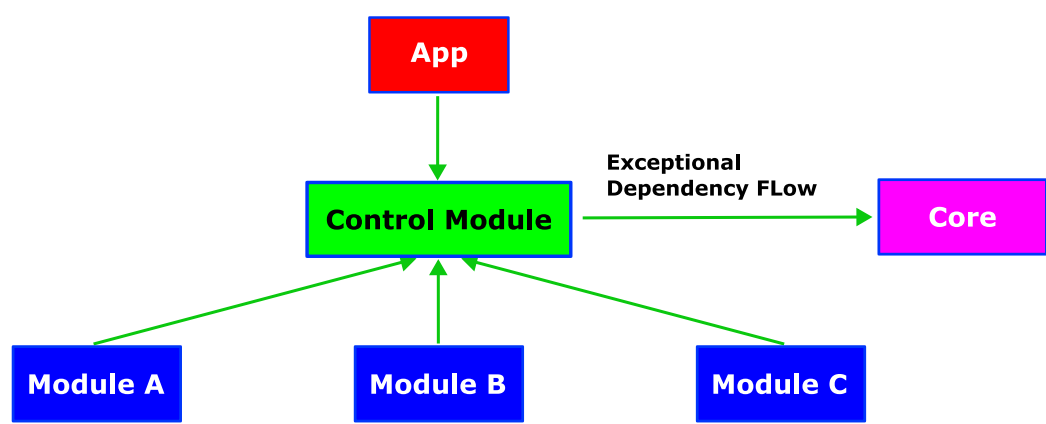 App
Exceptional
Dependency FLow
Control Module
Core
Module A
Module B
Module C